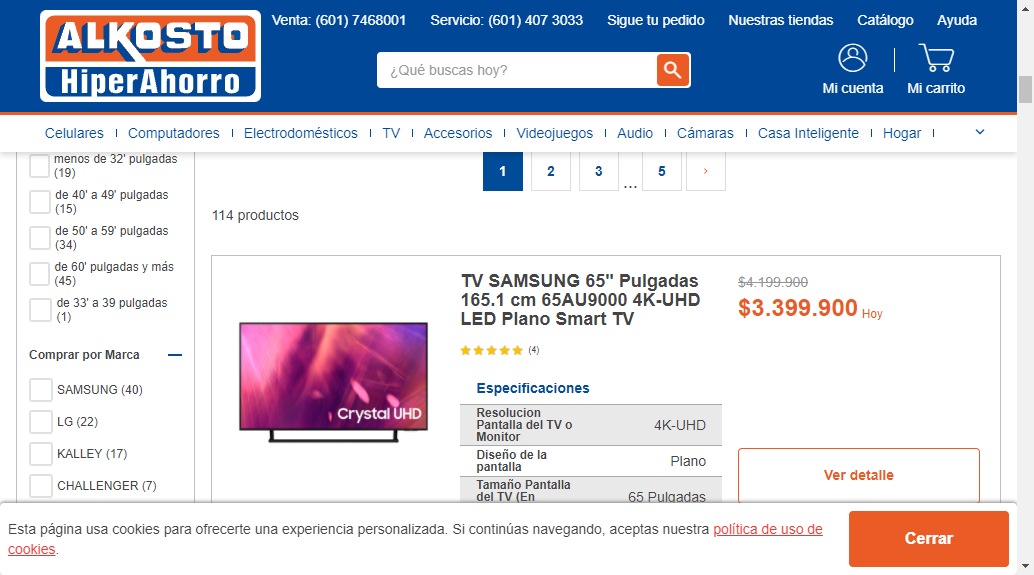 ALKOSTO
HiperAhorro
Venta: (601) 7468001
Servicio: (601) 407 3033
Sigue tu pedido
Nuestras tiendas
Catálogo
Ayuda
¿Qué buscas hoy?
Mi cuenta
Mi carrito
Celulares
Computadores
Electrodomésticos
TV
Accesorios
Videojuegos
Audio
Cámaras
Casa Inteligente
Hogar
menos de 32' pulgadas
(19)
de 40' a 49' pulgadas
(15)
de 50' a 59' pulgadas
(34)
de 60' pulgadas y más
(45)
de 33' a 39 pulgadas
(1)
Comprar por Marca
SAMSUNG (40)
LG (22)
KALLEY (17)
CHALLENGER (7)
1 2 3 ... 5 ›
114 productos
Crystal UHD
TV SAMSUNG 65" Pulgadas
165.1 cm 65AU9000 4K-UHD
LED Plano Smart TV
(4)
Especificaciones
Resolucion
Pantalla del TV o
Monitor
4K-UHD
Diseño de la
pantalla
Plano
Tamaño Pantalla
del TV (En
65 Pulgadas
$4.199.900
$3.399.900 Hoy
Ver detalle
Esta página usa cookies para ofrecerte una experiencia personalizada. Si continúas navegando, aceptas nuestra política de uso de
cookies.
Cerrar